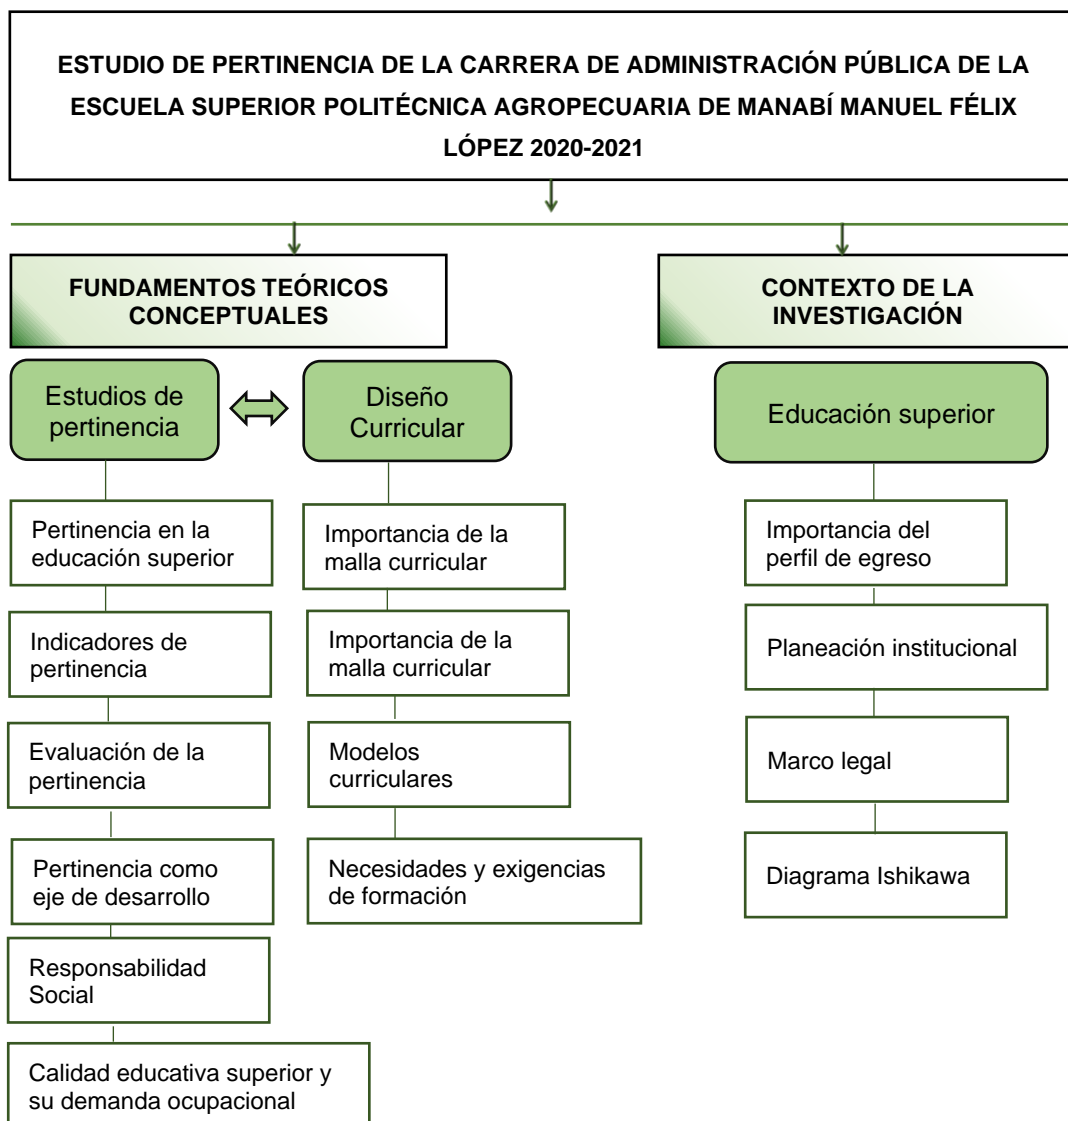 ESTUDIO DE PERTINENCIA DE LA CARRERA DE ADMINISTRACIÓN PÚBLICA DE LA
ESCUELA SUPERIOR POLITÉCNICA AGROPECUARIA DE MANABÍ MANUEL FÉLIX
LÓPEZ 2020-2021
FUNDAMENTOS TEÓRICOS
CONCEPTUALES
Estudios de
pertinencia
Pertinencia en la
educación superior
Indicadores de
pertinencia
Evaluación de la
pertinencia
Pertinencia como
eje de desarrollo
Responsabilidad
Social
Calidad educativa superior y
su demanda ocupacional
Diseño
Curricular
Importancia de la
malla curricular
Importancia de la
malla curricular
Modelos
curriculares
Necesidades y exigencias
de formación
CONTEXTO DE LA
INVESTIGACIÓN
Educación superior
Importancia del
perfil de egreso
Planeación institucional
Marco legal
Diagrama Ishikawa